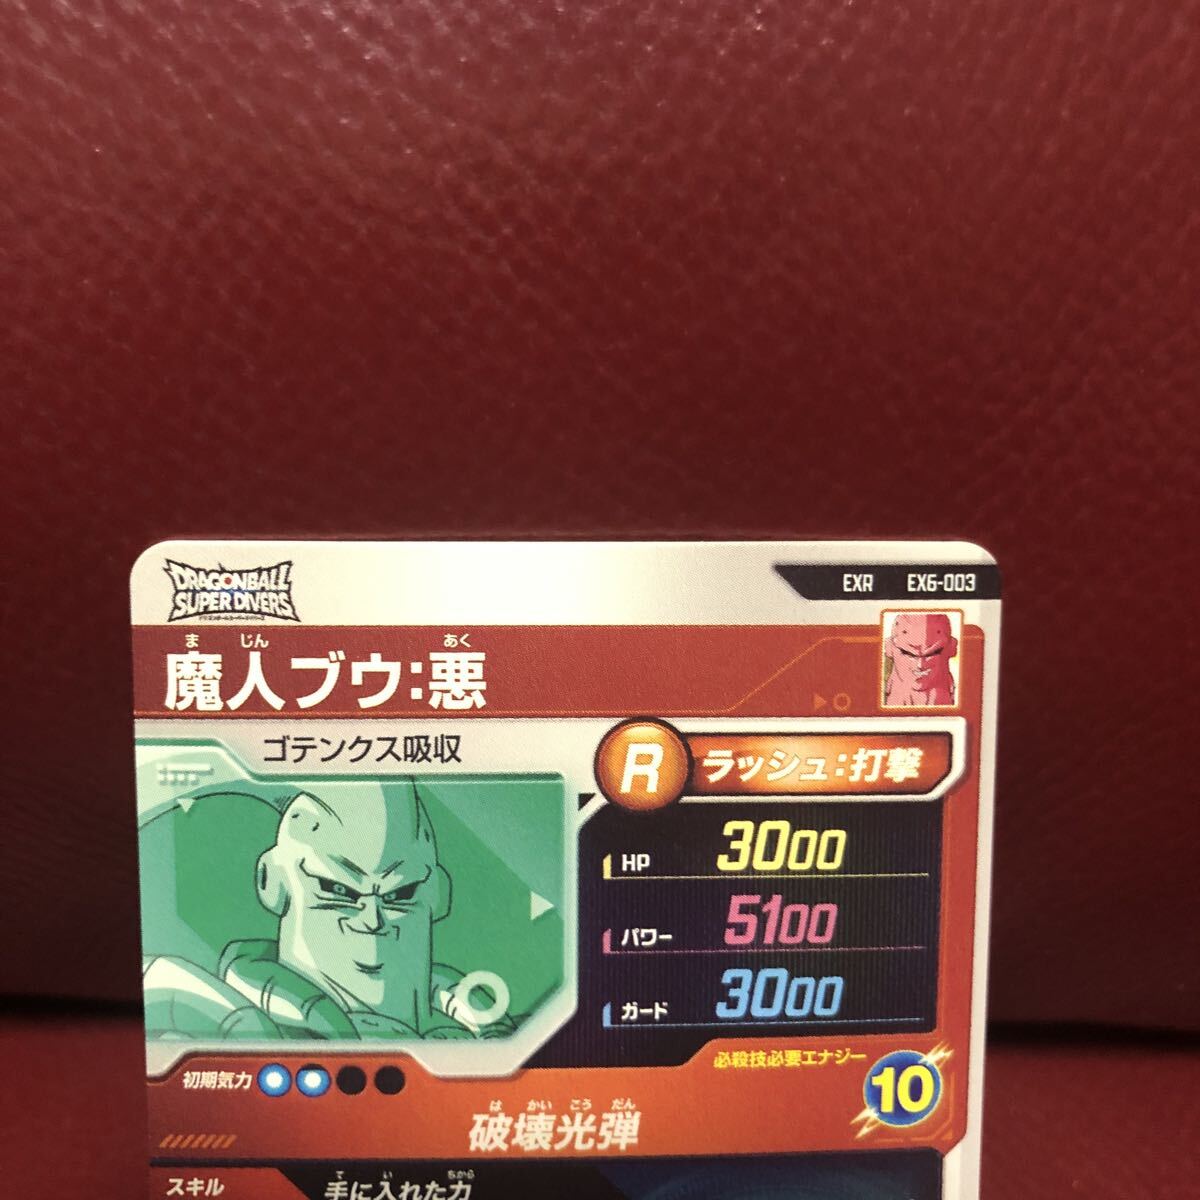 DRAGONBALL
SUPER DIVERS
EXR EX6-003
ま じん あく
魔人ブウ:悪
ゴテンクス吸収
R ラッシュ:打撃
HP 3000
パワー 5100
ガード 3000
必殺技必要エナジー
10
初期気力
は かい こう だん
破壊光弾
スキル
て い ちから
手に入れた力